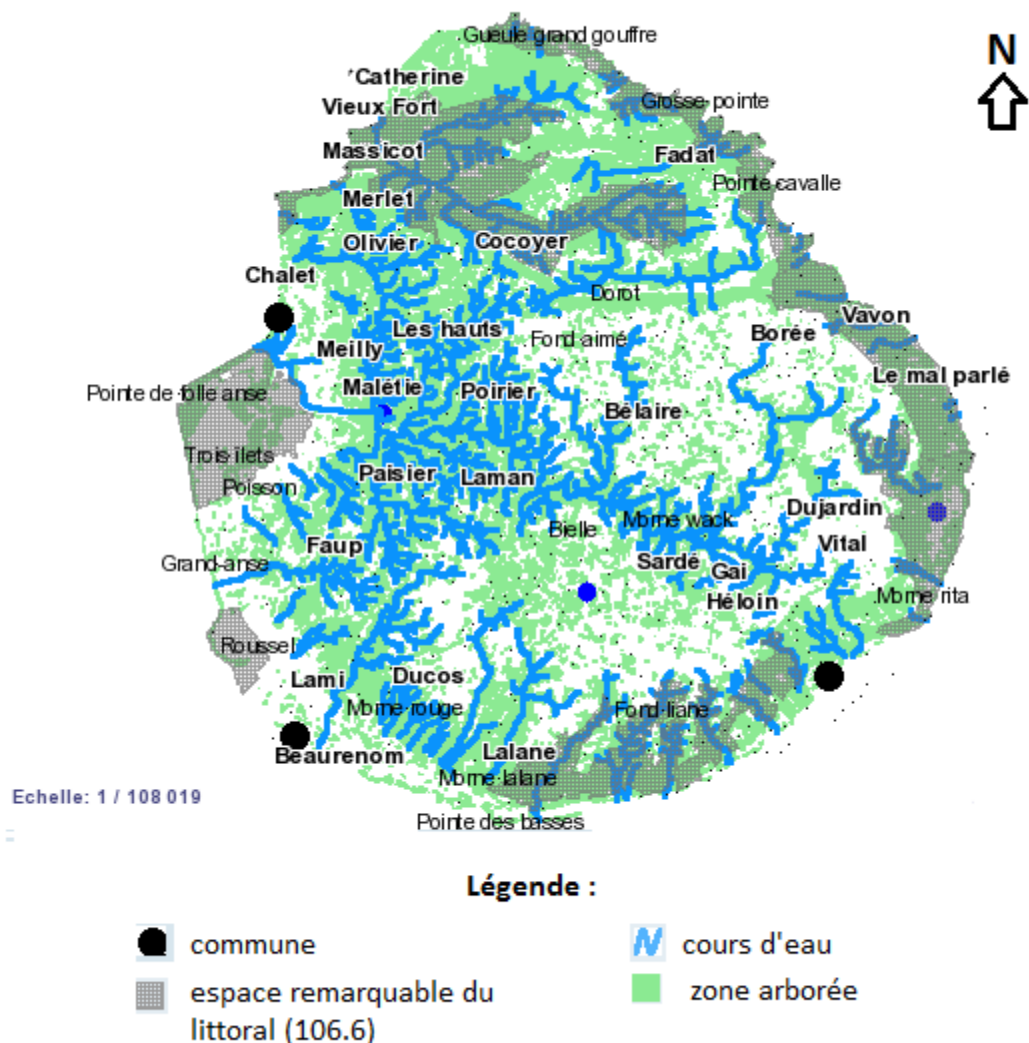 Gueule grand gouffre
N
Catherine
Vieux Fort
Grosse-pointe
Massicot
Fadat
Pointe cavalle
Merlet
Olivier
Cocoyer
Chalet
Dorot
Vavon
Les hauts
Fond aimé
Borée
Meilly
Le mal parlé
Pointe de folle anse
Malétie
Poirier
Bélaire
Trois ilets
Poisson
Paisier
Laman
Dujardin
Bielle
Morne wack
Faup
Vital
Grand-anse
Sardé
Gai
Héloin
Morne rita
Roussel
Lami
Ducos
Morne rouge
Fond-liane
Beaurenom
Lalane
Morne-lalane
Echelle: 1 / 108 019
Pointe des basses
Légende :
commune
cours d'eau
espace remarquable du
littoral (106.6)
zone arborée